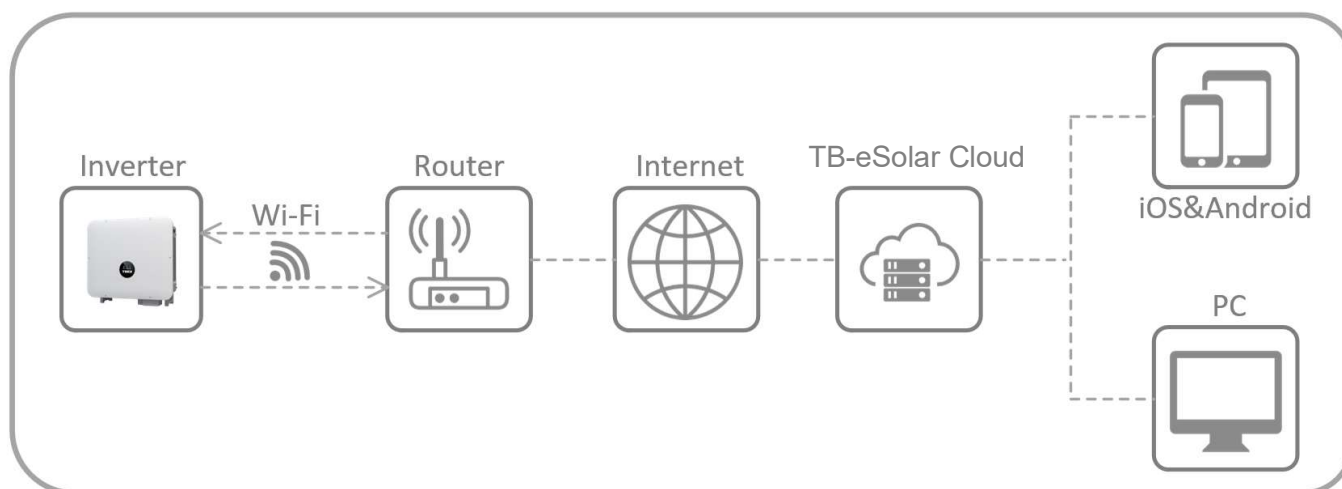 Inverter
Wi-Fi
Router
Internet
TB-eSolar Cloud
iOS&Android
PC